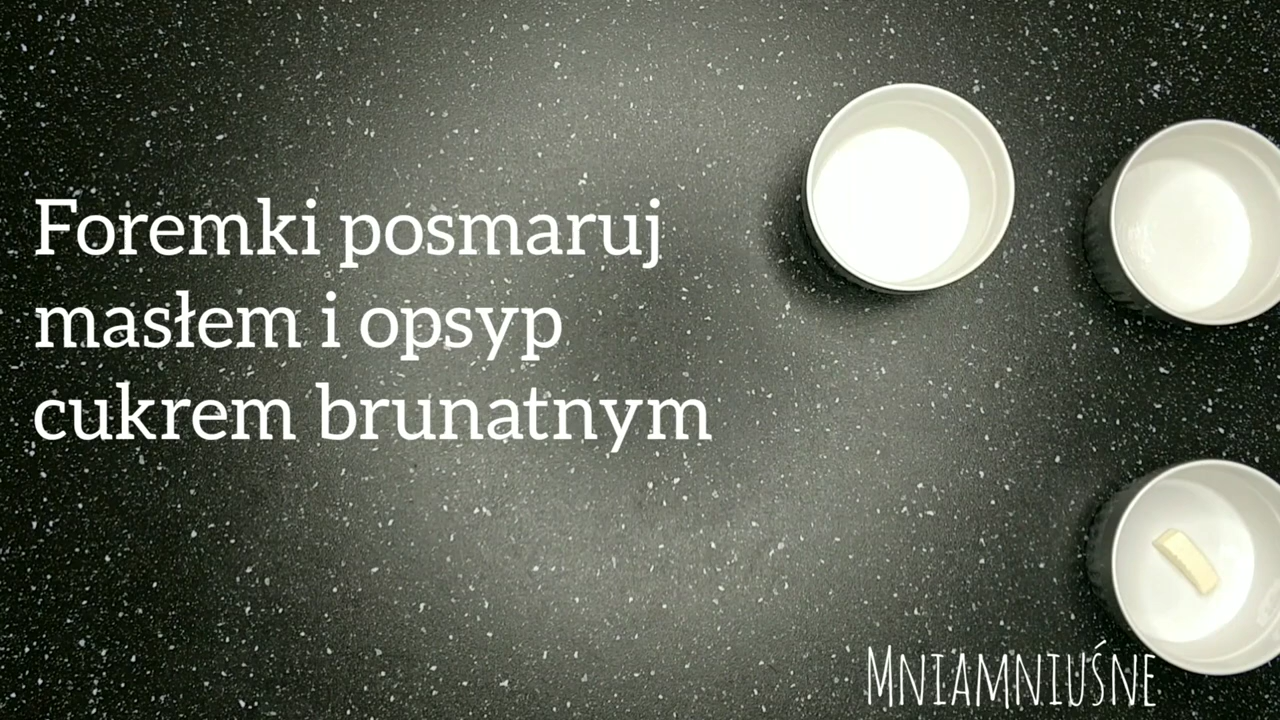 Foremki posmaruj
masłem i opsyp
cukrem brunatnym
Mniamniuśne